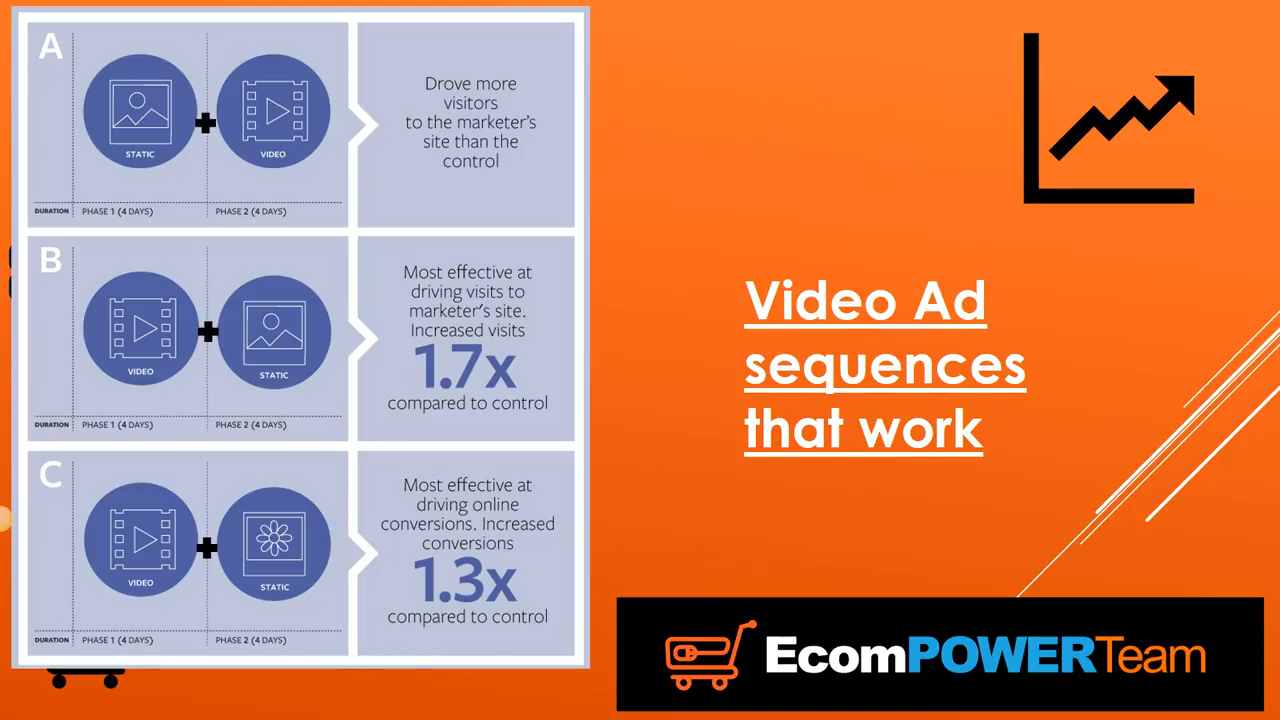 A
STATIC
VIDEO
DURATION
PHASE 1 (4 DAYS)
PHASE 2 (4 DAYS)
Drove more
visitors
to the marketer's
site than the
control
B
VIDEO
STATIC
DURATION
PHASE 1 (4 DAYS)
PHASE 2 (4 DAYS)
Most effective at
driving visits to
marketer's site.
Increased visits
1.7x
compared to control
C
VIDEO
STATIC
DURATION
PHASE 1 (4 DAYS)
PHASE 2 (4 DAYS)
Most effective at
driving online
conversions. Increased
conversions
1.3x
compared to control
Video Ad
sequences
that work
EcomPOWERTeam